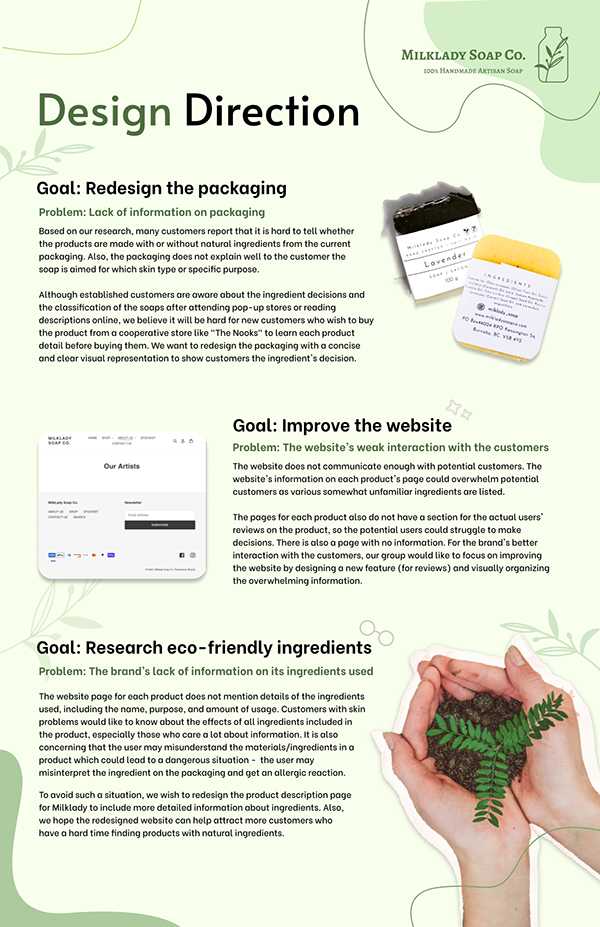 MILKLADY SOAP CO.
100% HANDMADE ARTISAN SOAP
Design Direction
Goal: Redesign the packaging
Problem: Lack of information on packaging
Based on our research, many customers report that it is hard to tell whether
the products are made with or without natural ingredients from the current
packaging. Also, the packaging does not explain well to the customer the
soap is aimed for which skin type or specific purpose.
Although established customers are aware about the ingredient decisions and
the classification of the soaps after attending pop-up stores or reading
descriptions online, we believe it will be hard for new customers who wish to buy
the product from a cooperative store like "The Nooks" to learn each product
detail before buying them. We want to redesign the packaging with a concise
and clear visual representation to show customers the ingredient's decision.
Milklady Soap Co
Lavender
SOAP | SAVON
100 g
INGREDIENTS
milklady_soap
www.milkladysoapco.com
PO Box44004 RPO Kensington Sq
Burnaby, BC, V5B 4Y2
Goal: Improve the website
Problem: The website's weak interaction with the customers
The website does not communicate enough with potential customers. The
website's information on each product's page could overwhelm potential
customers as various somewhat unfamiliar ingredients are listed.
The pages for each product also do not have a section for the actual users'
reviews on the product, so the potential users could struggle to make
decisions. There is also a page with no information. For the brand's better
interaction with the customers, our group would like to focus on improving
the website by designing a new feature (for reviews) and visually organizing
the overwhelming information.
MILKLADY
SOAP CO.
HOME SHOP ABOUT US STOCKIST
CONTACT US
Our Artists
MilkLady Soap Co.
ABOUT US SHOP STOCKIST
CONTACT US SEARCH
Newsletter
SUBSCRIBE
Goal: Research eco-friendly ingredients
Problem: The brand's lack of information on its ingredients used
The website page for each product does not mention details of the ingredients
used, including the name, purpose, and amount of usage. Customers with skin
problems would like to know about the effects of all ingredients included in
the product, especially those who care a lot about information. It is also
concerning that the user may misunderstand the materials/ingredients in a
product which could lead to a dangerous situation - the user may
misinterpret the ingredient on the packaging and get an allergic reaction.
To avoid such a situation, we wish to redesign the product description page
for Milklady to include more detailed information about ingredients. Also,
we hope the redesigned website can help attract more customers who
have a hard time finding products with natural ingredients.